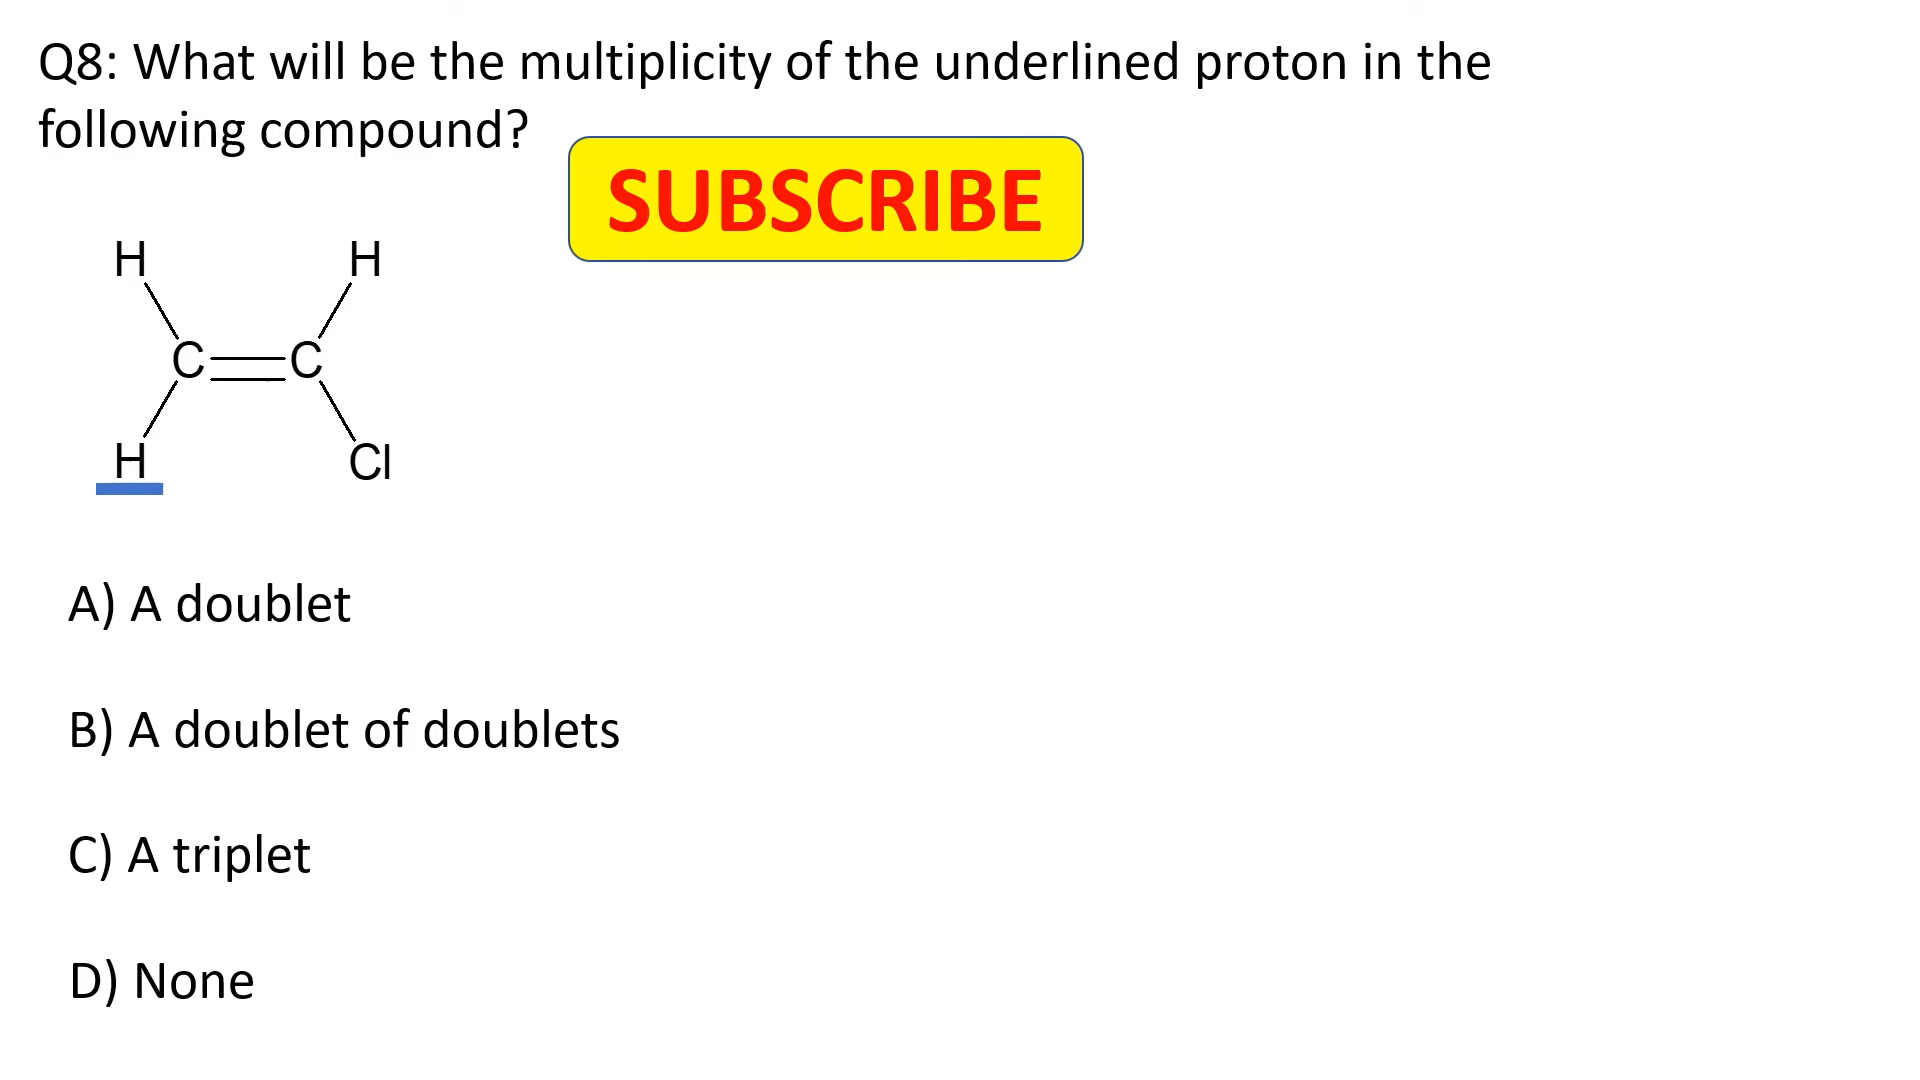 Q8: What will be the multiplicity of the underlined proton in the
following compound?
SUBSCRIBE
H H
C C
H Cl
A) A doublet
B) A doublet of doublets
C) A triplet
D) None